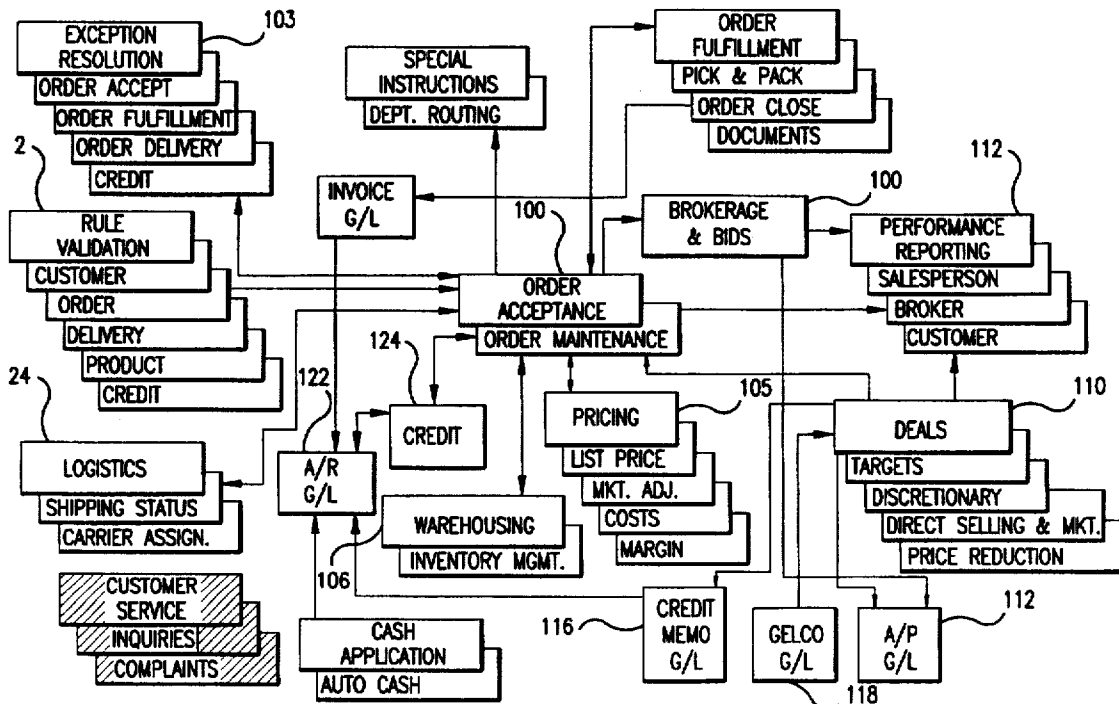 EXCEPTION
RESOLUTION
103
ORDER ACCEPT
ORDER FULFILLMENT
ORDER DELIVERY
CREDIT
SPECIAL
INSTRUCTIONS
DEPT. ROUTING
ORDER
FULFILLMENT
PICK & PACK
ORDER CLOSE
DOCUMENTS
2
RULE
VALIDATION
CUSTOMER
ORDER
DELIVERY
PRODUCT
CREDIT
INVOICE
G/L
100
ORDER
ACCEPTANCE
ORDER MAINTENANCE
100
BROKERAGE
& BIDS
112
PERFORMANCE
REPORTING
SALESPERSON
BROKER
CUSTOMER
24
LOGISTICS
SHIPPING STATUS
CARRIER ASSIGN.
122
A/R
G/L
124
CREDIT
105
PRICING
LIST PRICE
MKT. ADJ.
COSTS
MARGIN
110
DEALS
TARGETS
DISCRETIONARY
DIRECT SELLING & MKT.
PRICE REDUCTION
WAREHOUSING
INVENTORY MGMT.
106
CUSTOMER
SERVICE
INQUIRIES
COMPLAINTS
CASH
APPLICATION
AUTO CASH
116
CREDIT
MEMO
G/L
GELCO
G/L
118
A/P
G/L
112